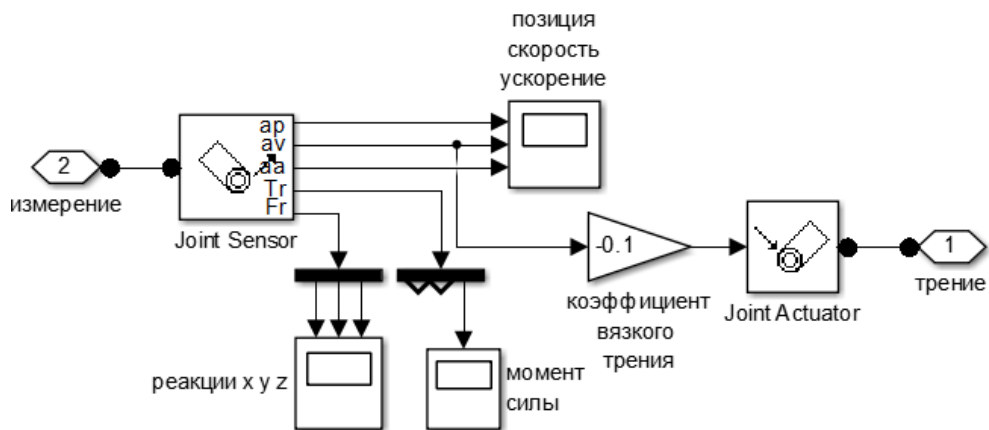 позиция
скорость
ускорение
ap
av
aa
Tr
Fr
2
измерение
Joint Sensor
-0.1
1
трение
коэффициент
вязкого
трения
Joint Actuator
реакции x y z
момент
силы